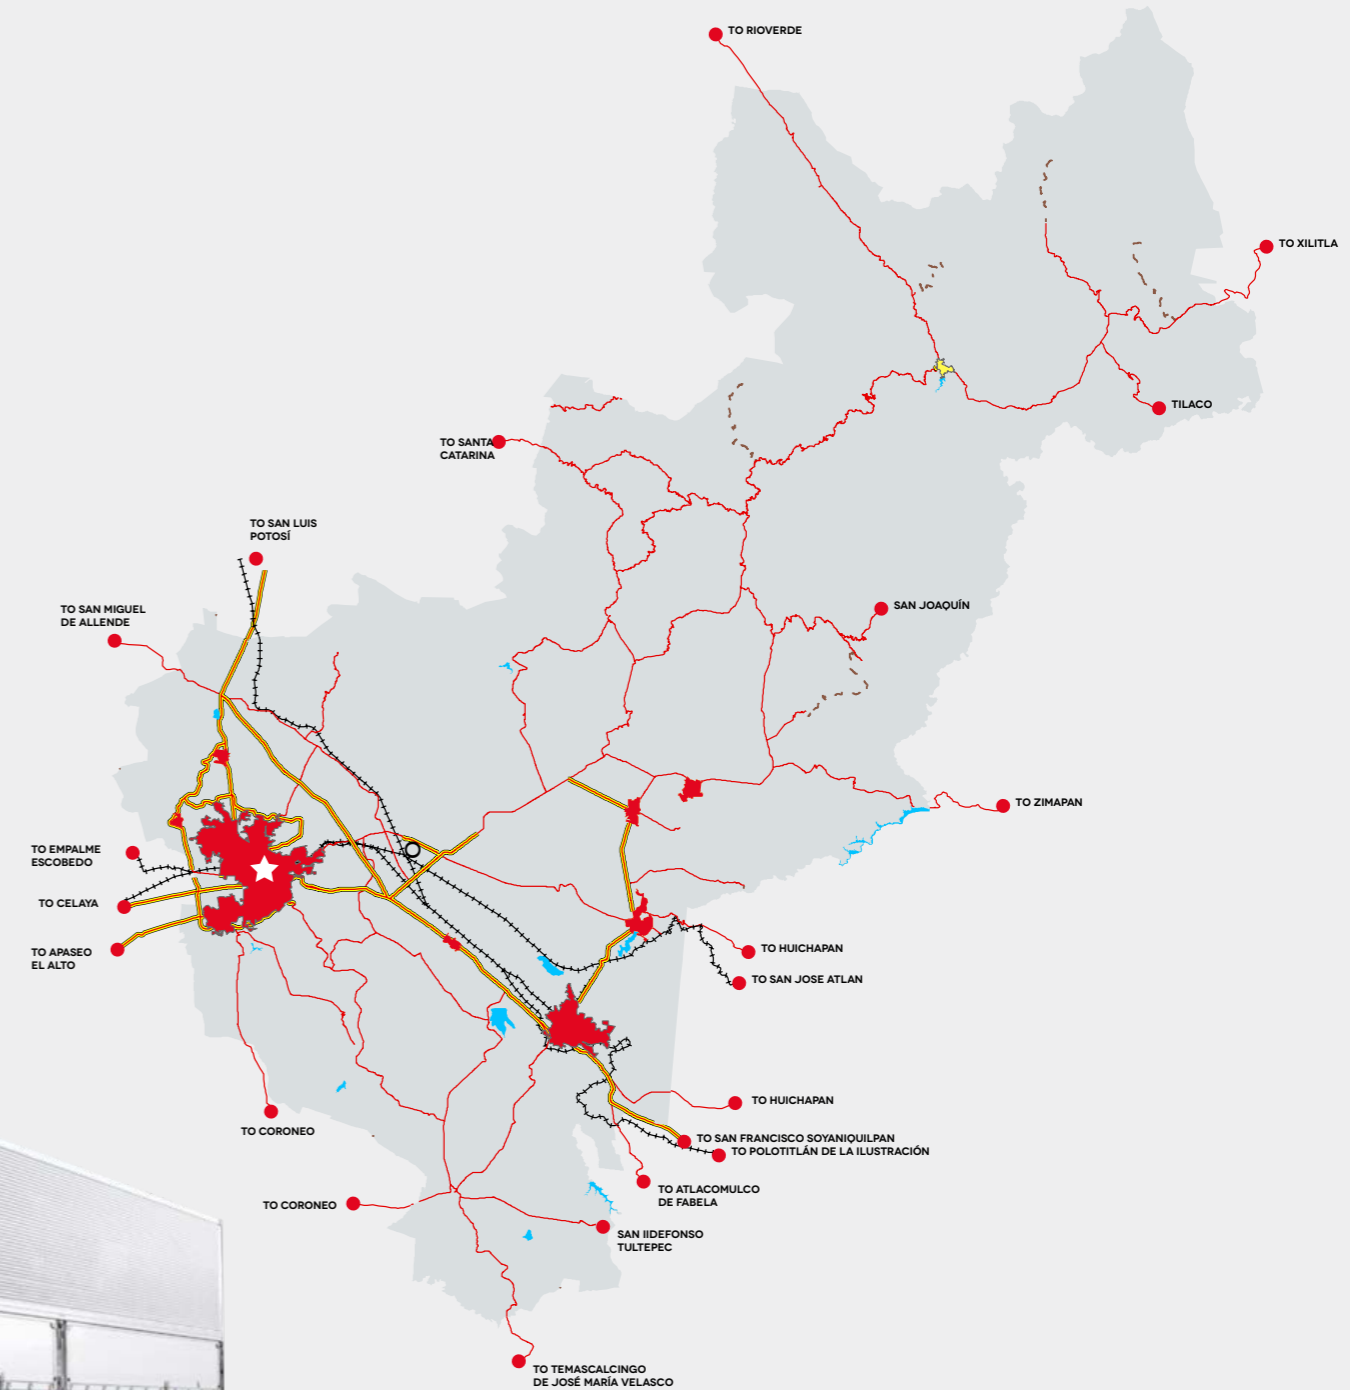 TO RIOVERDE
TO XILITLA
TILACO
TO SANTA
CATARINA
TO SAN LUIS
POTOSÍ
TO SAN MIGUEL
DE ALLENDE
SAN JOAQUÍN
TO ZIMAPAN
TO EMPALME
ESCOBEDO
TO CELAYA
TO APASEO
EL ALTO
TO HUICHAPAN
TO SAN JOSE ATLAN
TO HUICHAPAN
TO CORONEO
TO SAN FRANCISCO SOYANIQUILPAN
TO POLOTITLÁN DE LA ILUSTRACIÓN
TO ATLACOMULCO
DE FABELA
TO CORONEO
SAN IIDEFONSO
TULTEPEC
TO TEMASCALCINGO
DE JOSÉ MARÍA VELASCO